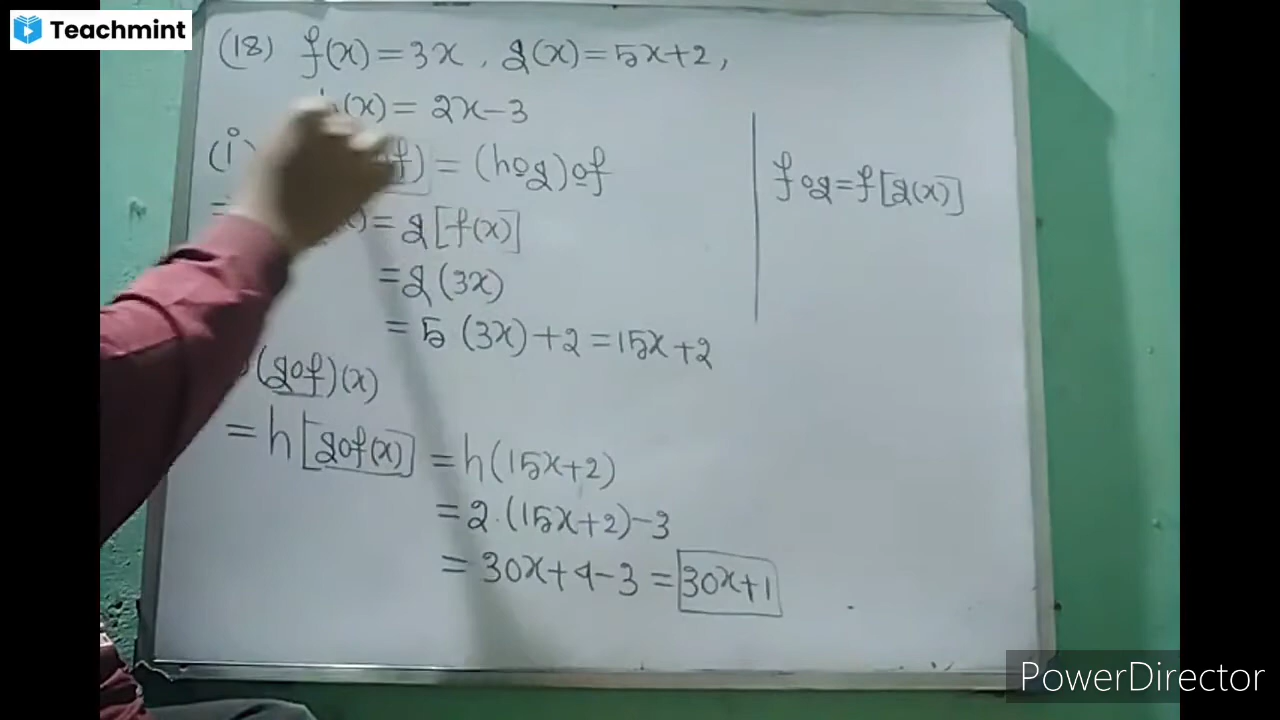 Teachmint
(18) f(x) = 3x , g(x) = 5x+2,
(x) = 2x-3
(i) f) = (hog)of
fog = f[g(x)]
= = g[f(x)]
= g(3x)
= 5(3x)+2 = 15x+2
(gof)(x)
= h[gof(x)] = h(15x+2)
= 2.(15x+2)-3
= 30x+4-3 = 30x+1
PowerDirector